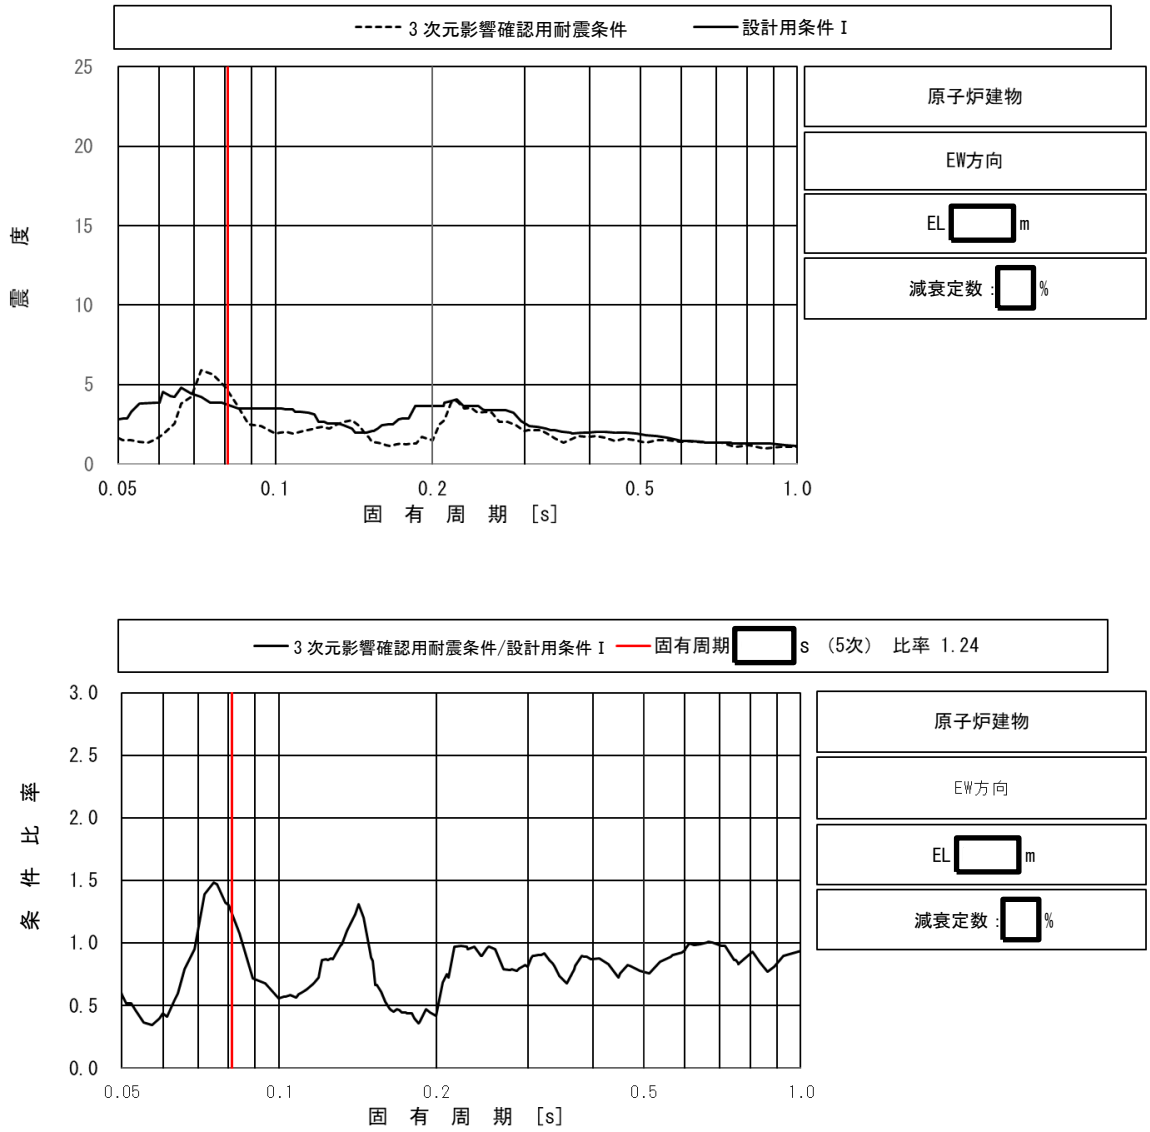 3次元影響確認用耐震条件 設計用条件Ⅰ
25
20
15
10
5
0
震度
0.05 0.1 0.2 0.5 1.0
固有周期 [s]
原子炉建物
EW方向
EL m
減衰定数: %
3次元影響確認用耐震条件/設計用条件Ⅰ 固有周期 s (5次) 比率 1.24
3.0
2.5
2.0
1.5
1.0
0.5
0.0
条件比率
0.05 0.1 0.2 0.5 1.0
固有周期 [s]
原子炉建物
EW方向
EL m
減衰定数: %